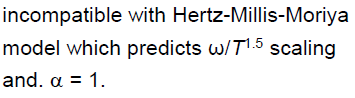 incompatible with Hertz-Millis-Moriya
model which predicts ω/T^1.5 scaling
and. α = 1.